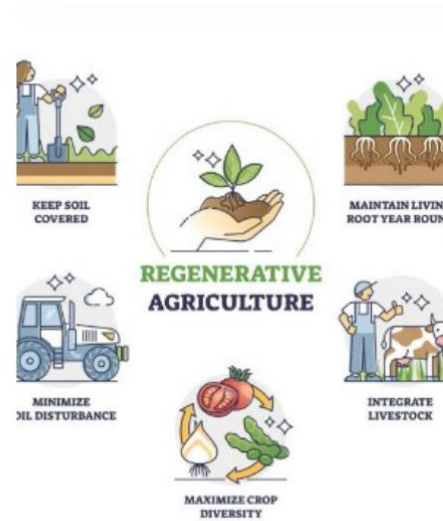 KEEP SOIL
COVERED
MAINTAIN LIVIN
ROOT YEAR ROUN
REGENERATIVE
AGRICULTURE
MINIMIZE
OIL DISTURBANCE
INTEGRATE
LIVESTOCK
MAXIMIZE CROP
DIVERSITY